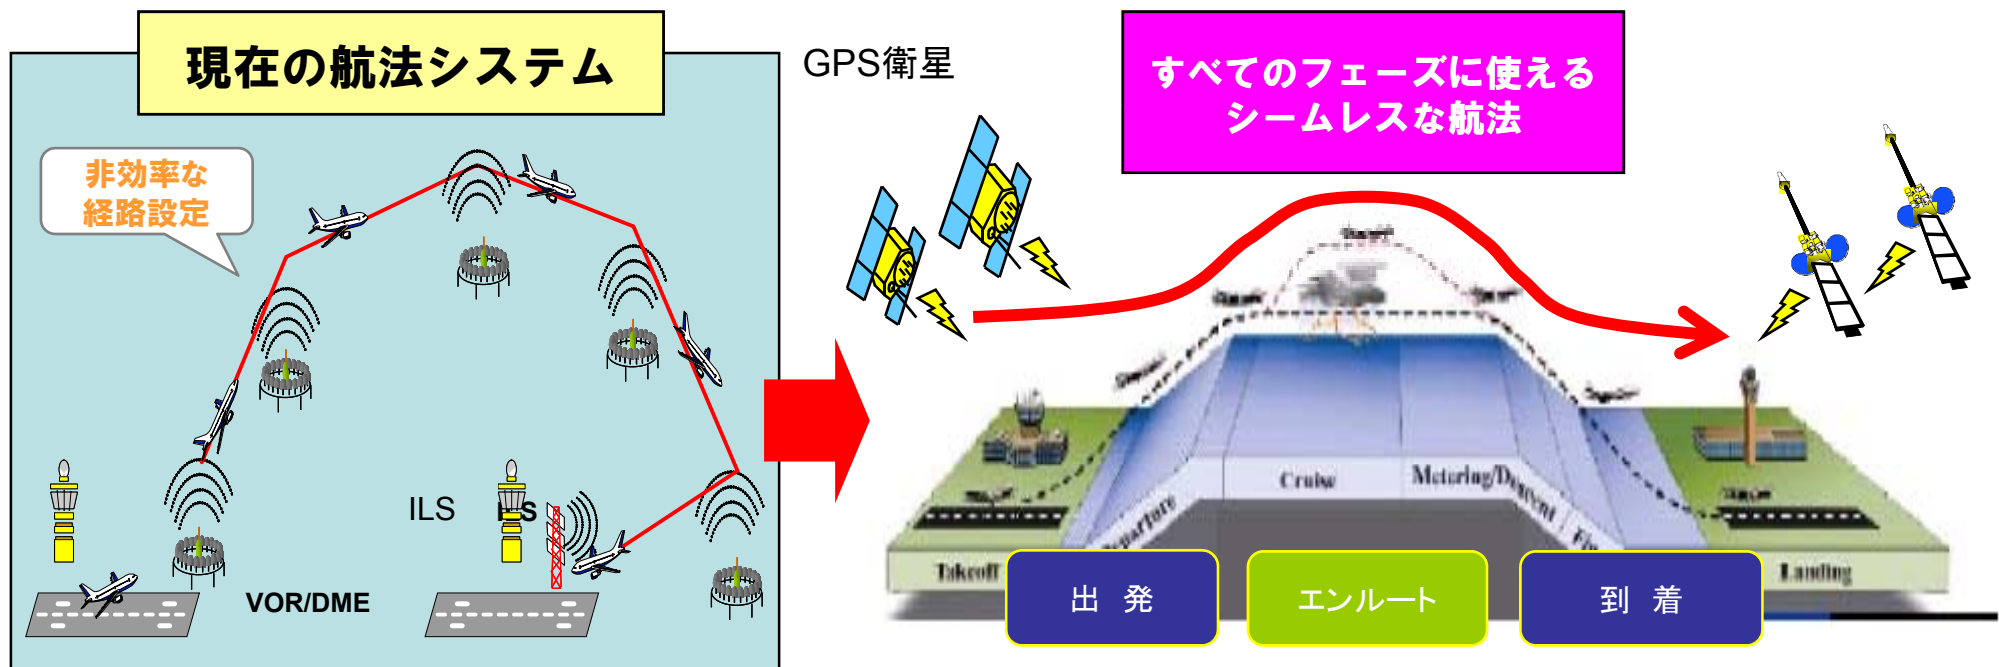 現在の航法システム
非効率な
経路設定
ILS
VOR/DME
GPS衛星
すべてのフェーズに使える
シームレスな航法
Takeoff
Cruise
Landing
出 発
エンルート
到 着